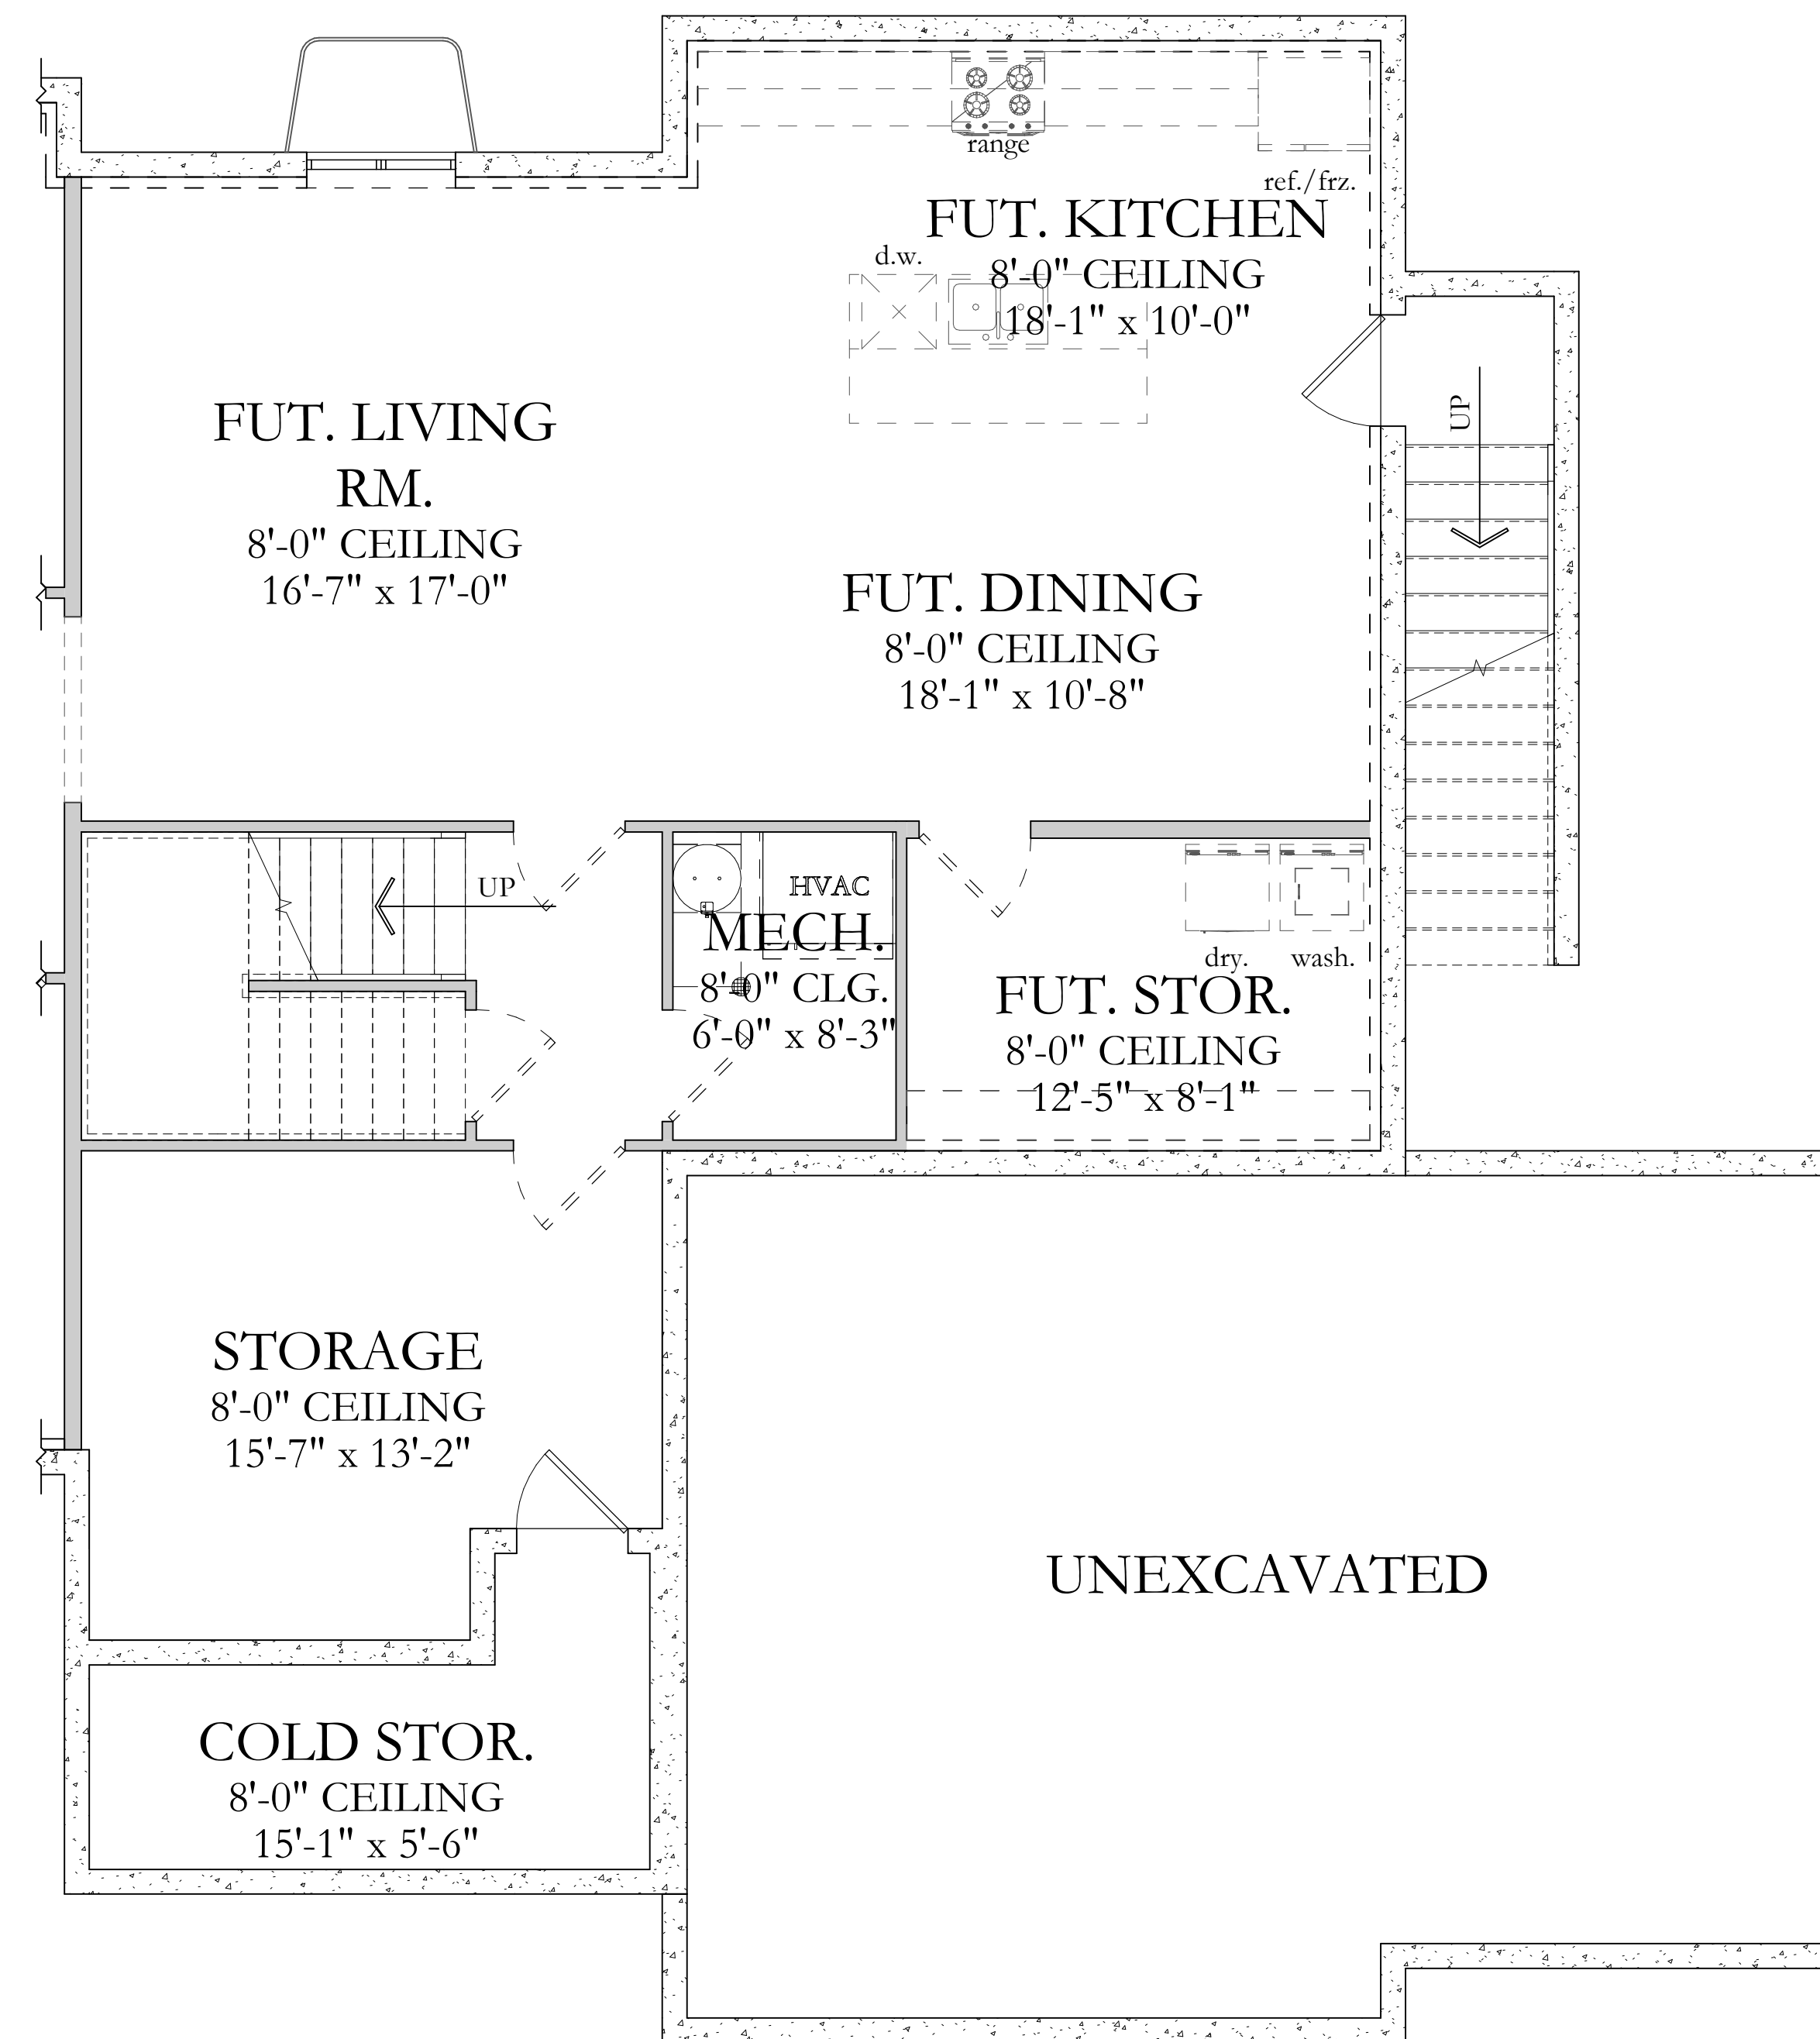 range
ref./frz.
FUT. KITCHEN
8'-0" CEILING
18'-1" x 10'-0"
d.w.
UP
FUT. LIVING
RM.
8'-0" CEILING
16'-7" x 17'-0"
FUT. DINING
8'-0" CEILING
18'-1" x 10'-8"
UP
HVAC
MECH.
8'-0" CLG.
6'-0" x 8'-3"
dry.
wash.
FUT. STOR.
8'-0" CEILING
12'-5" x 8'-1"
STORAGE
8'-0" CEILING
15'-7" x 13'-2"
UNEXCAVATED
COLD STOR.
8'-0" CEILING
15'-1" x 5'-6"